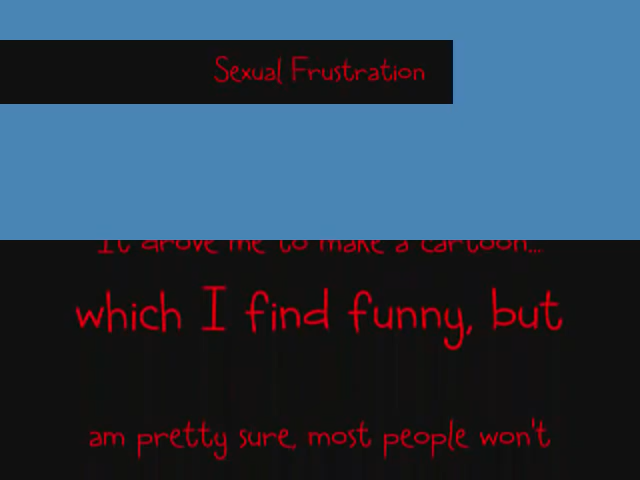 Sexual Frustration
It drove me to make a cartoon...
which I find funny, but
am pretty sure, most people won't